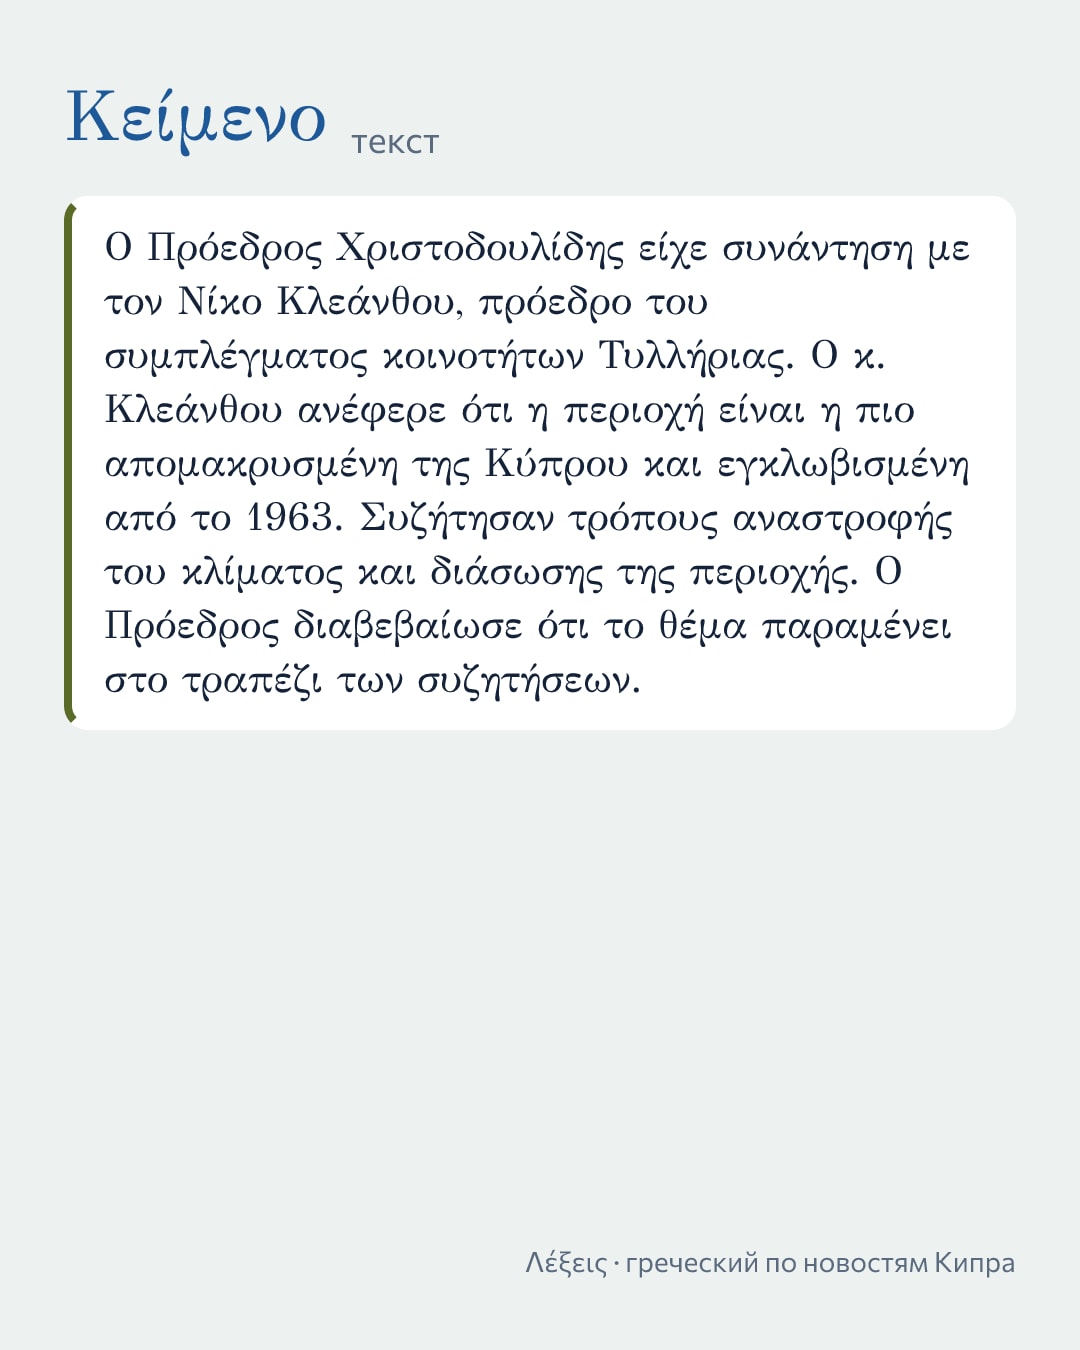 Κείμενο текст
Ο Πρόεδρος Χριστοδουλίδης είχε συνάντηση με
τον Νίκο Κλεάνθου, πρόεδρο του
συμπλέγματος κοινοτήτων Τυλλήριας. Ο κ.
Κλεάνθου ανέφερε ότι η περιοχή είναι η πιο
απομακρυσμένη της Κύπρου και εγκλωβισμένη
από το 1963. Συζήτησαν τρόπους αναστροφής
του κλίματος και διάσωσης της περιοχής. Ο
Πρόεδρος διαβεβαίωσε ότι το θέμα παραμένει
στο τραπέζι των συζητήσεων.
Λέξεις · греческий по новостям Кипра